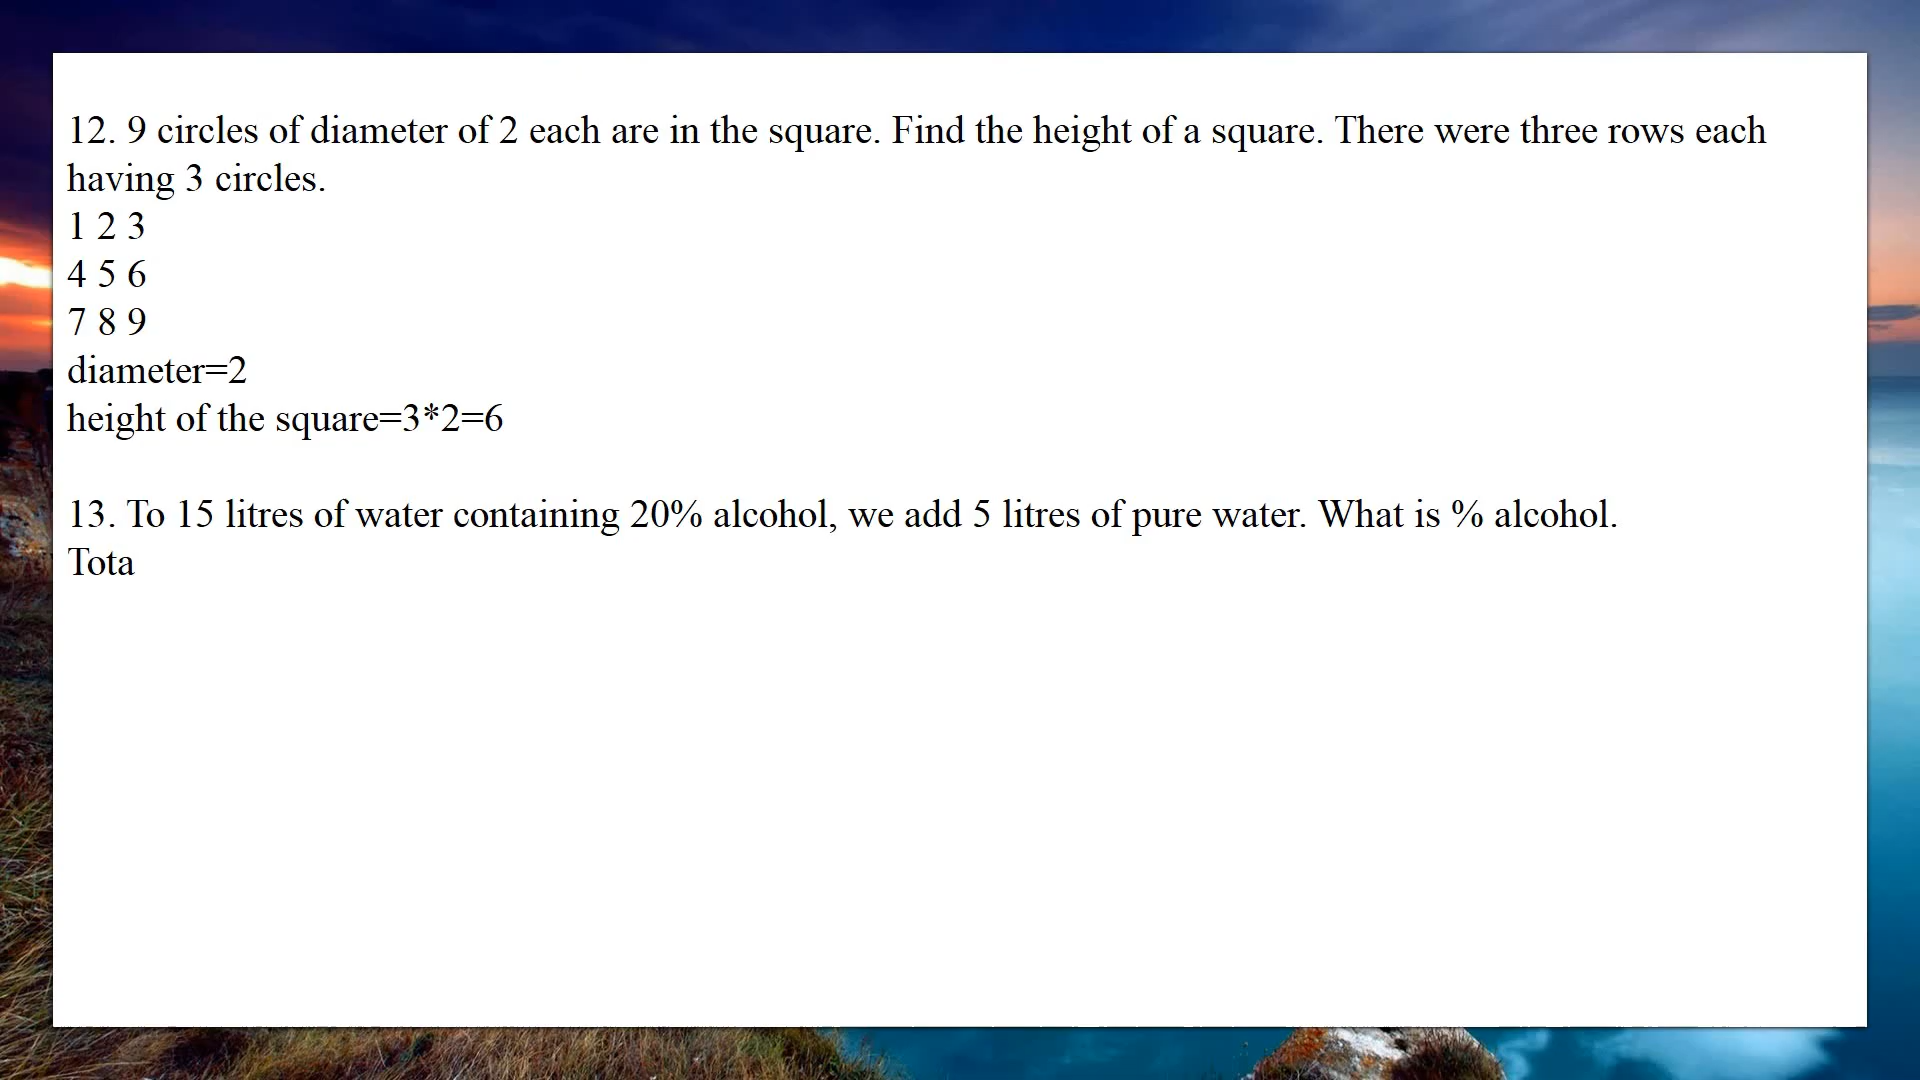 12. 9 circles of diameter of 2 each are in the square. Find the height of a square. There were three rows each
having 3 circles.
1 2 3
4 5 6
7 8 9
diameter=2
height of the square=3*2=6
13. To 15 litres of water containing 20% alcohol, we add 5 litres of pure water. What is % alcohol.
Tota